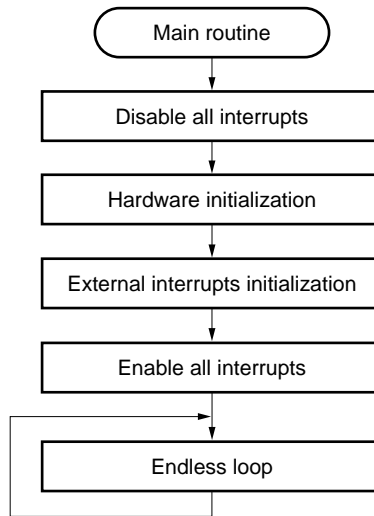 Main routine
Disable all interrupts
Hardware initialization
External interrupts initialization
Enable all interrupts
Endless loop